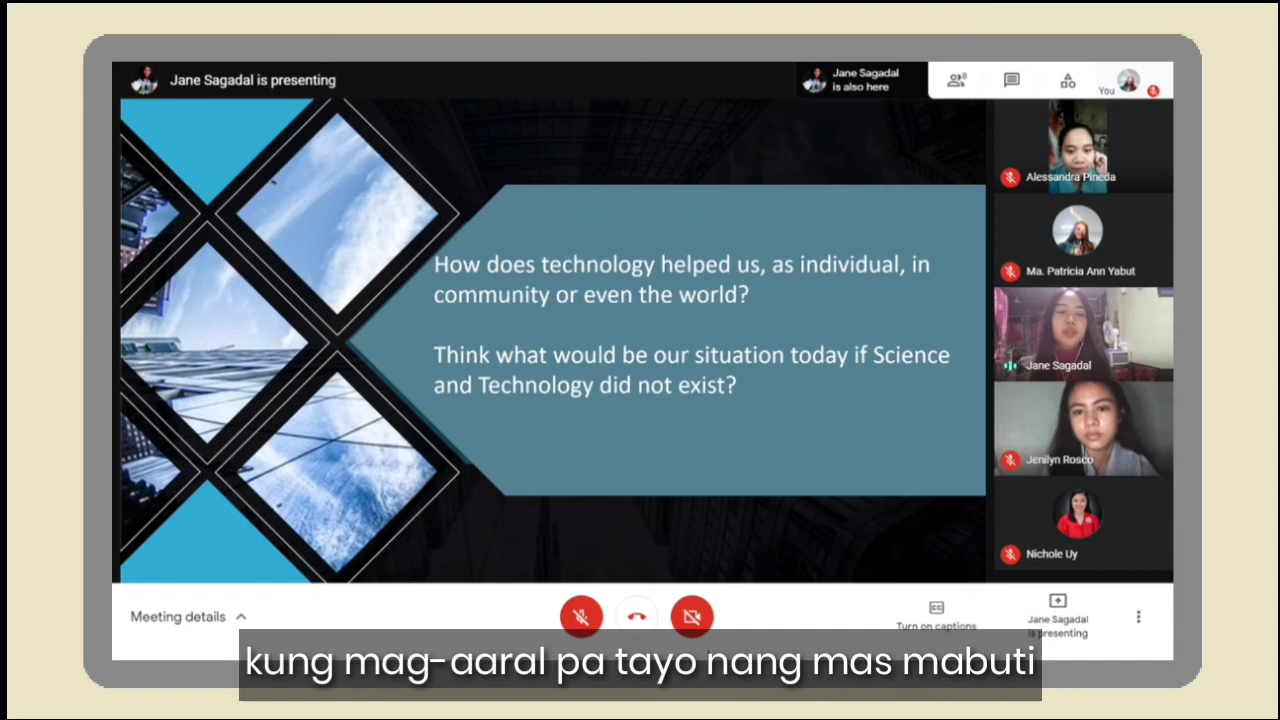 Jane Sagadal is presenting
Jane Sagadal
is also here
8
You
Alessandra Pineda
Ma. Patricia Ann Yabut
Jane Sagadal
Jenilyn Rosco
Nichole Uy
How does technology helped us, as individual, in
community or even the world?
Think what would be our situation today if Science
and Technology did not exist?
Meeting details
CC
Turn on captions
Jane Sagadal
is presenting
kung mag-aaral pa tayo nang mas mabuti